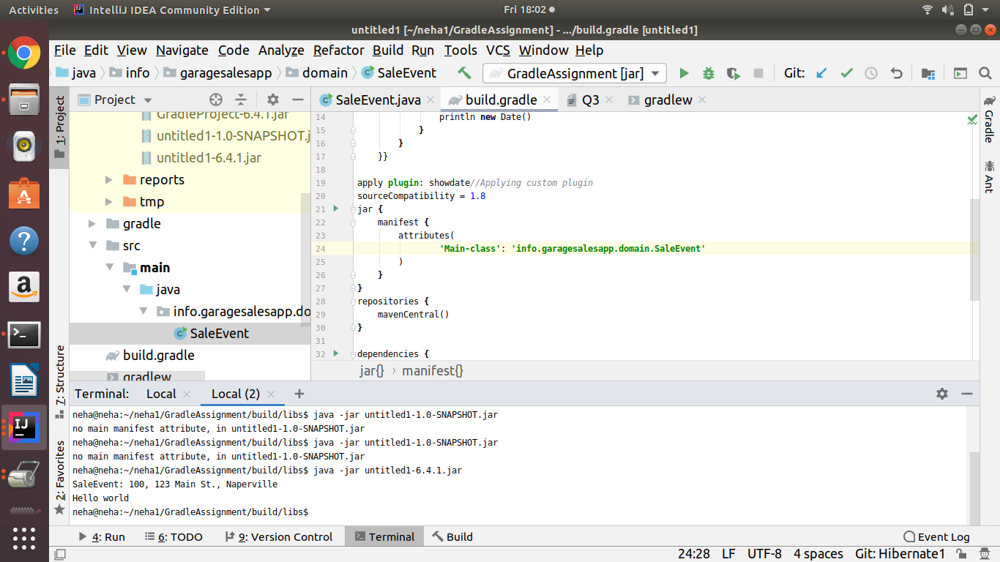 Activities IntelliJ IDEA Community Edition Fri 18:02
untitled1 [~/neha1/GradleAssignment] - .../build.gradle [untitled1]
File Edit View Navigate Code Analyze Refactor Build Run Tools VCS Window Help
java info garagesalesapp domain SaleEvent GradleAssignment [jar] Git:
1: Project
Project
SaleEvent.java build.gradle Q3 gradlew
Gradle
Ant
GradleProject-6.4.1.jar
untitled1-1.0-SNAPSHOT.j
untitled1-6.4.1.jar
reports
tmp
gradle
src
main
java
info.garagesalesapp.do
SaleEvent
build.gradle
gradlew
14 println new Date()
15 }
16 }
17 }}
18
19 apply plugin: showdate//Applying custom plugin
20 sourceCompatibility = 1.8
21 jar {
22 manifest {
23 attributes(
24 'Main-class': 'info.garagesalesapp.domain.SaleEvent'
25 )
26 }
27 }
28 repositories {
29 mavenCentral()
30 }
31
32 dependencies {
jar{} › manifest{}
7: Structure
2: Favorites
Terminal: Local Local (2)
neha@neha:~/neha1/GradleAssignment/build/libs$ java -jar untitled1-1.0-SNAPSHOT.jar
no main manifest attribute, in untitled1-1.0-SNAPSHOT.jar
neha@neha:~/neha1/GradleAssignment/build/libs$ java -jar untitled1-1.0-SNAPSHOT.jar
no main manifest attribute, in untitled1-1.0-SNAPSHOT.jar
neha@neha:~/neha1/GradleAssignment/build/libs$ java -jar untitled1-6.4.1.jar
SaleEvent: 100, 123 Main St., Naperville
Hello world
neha@neha:~/neha1/GradleAssignment/build/libs$
4: Run 6: TODO 9: Version Control Terminal Build Event Log
24:28 LF UTF-8 4 spaces Git: Hibernate1